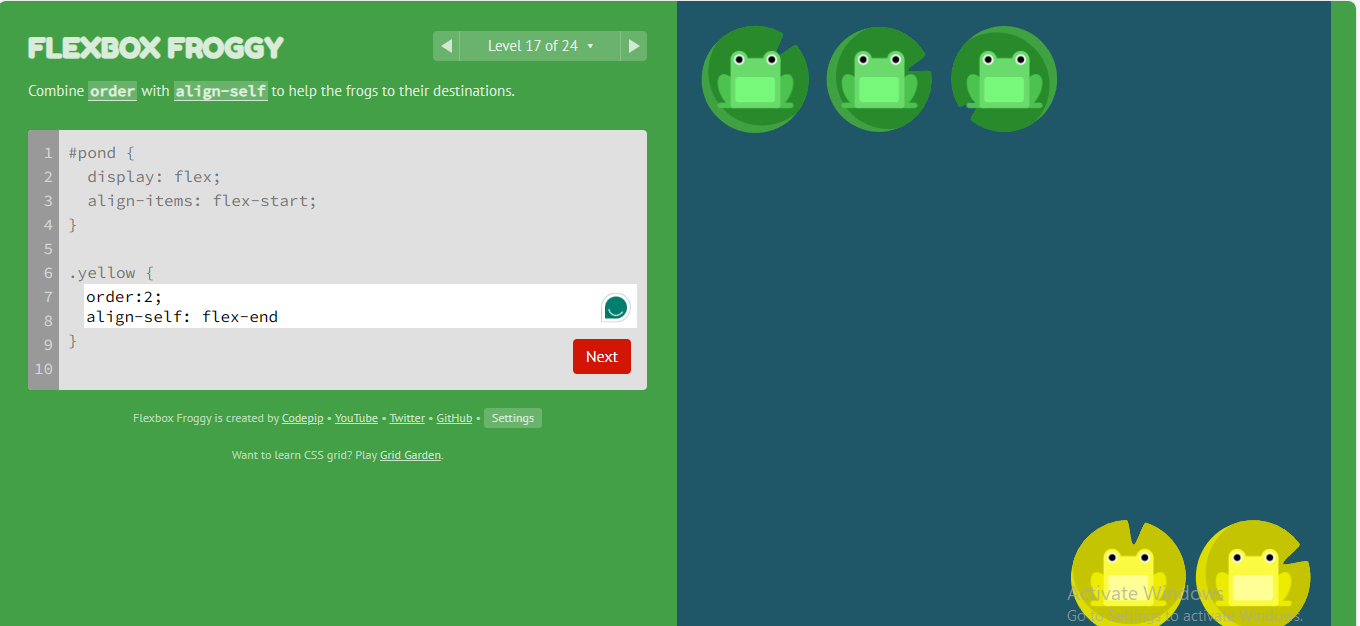 FLEXBOX FROGGY
Level 17 of 24
Combine order with align-self to help the frogs to their destinations.
1 #pond {
2 display: flex;
3 align-items: flex-start;
4 }
5
6 .yellow {
7 order:2;
8 align-self: flex-end
9 }
10
Next
Flexbox Froggy is created by Codepip • YouTube • Twitter • GitHub • Settings
Want to learn CSS grid? Play Grid Garden.
Activate Windows
Go to Settings to activate Windows.